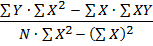 ∑ Y · ∑ X² − ∑ X · ∑ XY
N · ∑ X² − (∑ X)²